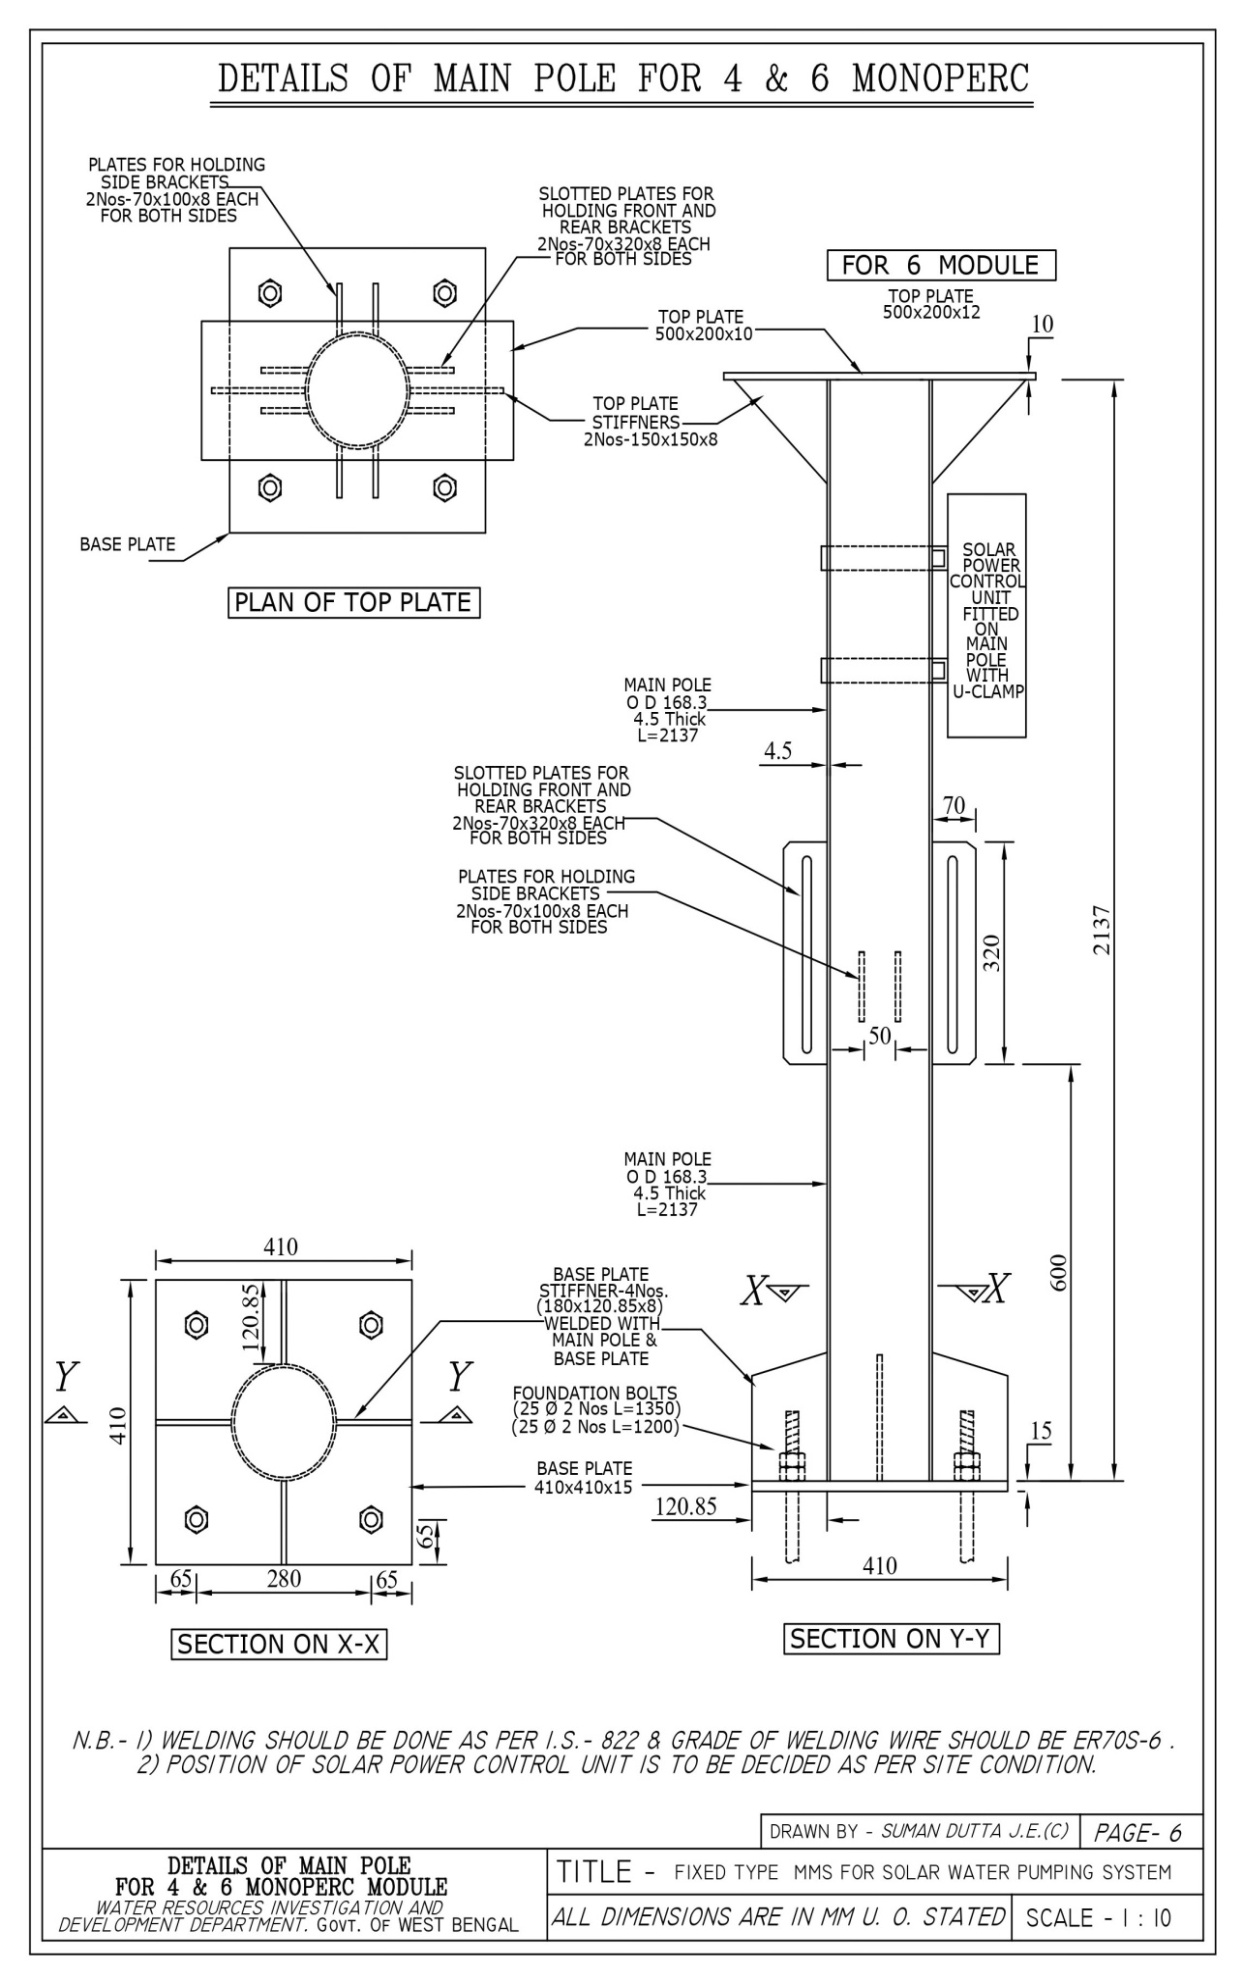 DETAILS OF MAIN POLE FOR 4 & 6 MONOPERC
PLATES FOR HOLDING
SIDE BRACKETS
2Nos-70x100x8 EACH
FOR BOTH SIDES
SLOTTED PLATES FOR
HOLDING FRONT AND
REAR BRACKETS
2Nos-70x320x8 EACH
FOR BOTH SIDES
FOR 6 MODULE
TOP PLATE
500x200x12
TOP PLATE
500x200x10
10
TOP PLATE
STIFFNERS
2Nos-150x150x8
BASE PLATE
PLAN OF TOP PLATE
SOLAR
POWER
CONTROL
UNIT
FITTED
ON
MAIN
POLE
WITH
U-CLAMP
MAIN POLE
O D 168.3
4.5 Thick
L=2137
4.5
SLOTTED PLATES FOR
HOLDING FRONT AND
REAR BRACKETS
2Nos-70x320x8 EACH
FOR BOTH SIDES
70
PLATES FOR HOLDING
SIDE BRACKETS
2Nos-70x100x8 EACH
FOR BOTH SIDES
320
2137
50
MAIN POLE
O D 168.3
4.5 Thick
L=2137
600
410
120.85
BASE PLATE
STIFFNER-4Nos.
(180x120.85x8)
WELDED WITH
MAIN POLE &
BASE PLATE
X
X
Y
Y
410
FOUNDATION BOLTS
(25 Ø 2 Nos L=1350)
(25 Ø 2 Nos L=1200)
15
BASE PLATE
410x410x15
120.85
65
65
280
65
410
SECTION ON X-X
SECTION ON Y-Y
N.B.- 1) WELDING SHOULD BE DONE AS PER I.S.- 822 & GRADE OF WELDING WIRE SHOULD BE ER70S-6 .
2) POSITION OF SOLAR POWER CONTROL UNIT IS TO BE DECIDED AS PER SITE CONDITION.
DRAWN BY - SUMAN DUTTA J.E.(C)
PAGE- 6
DETAILS OF MAIN POLE
FOR 4 & 6 MONOPERC MODULE
WATER RESOURCES INVESTIGATION AND
DEVELOPMENT DEPARTMENT. GOVT. OF WEST BENGAL
TITLE - FIXED TYPE MMS FOR SOLAR WATER PUMPING SYSTEM
ALL DIMENSIONS ARE IN MM U. O. STATED
SCALE - 1 : 10